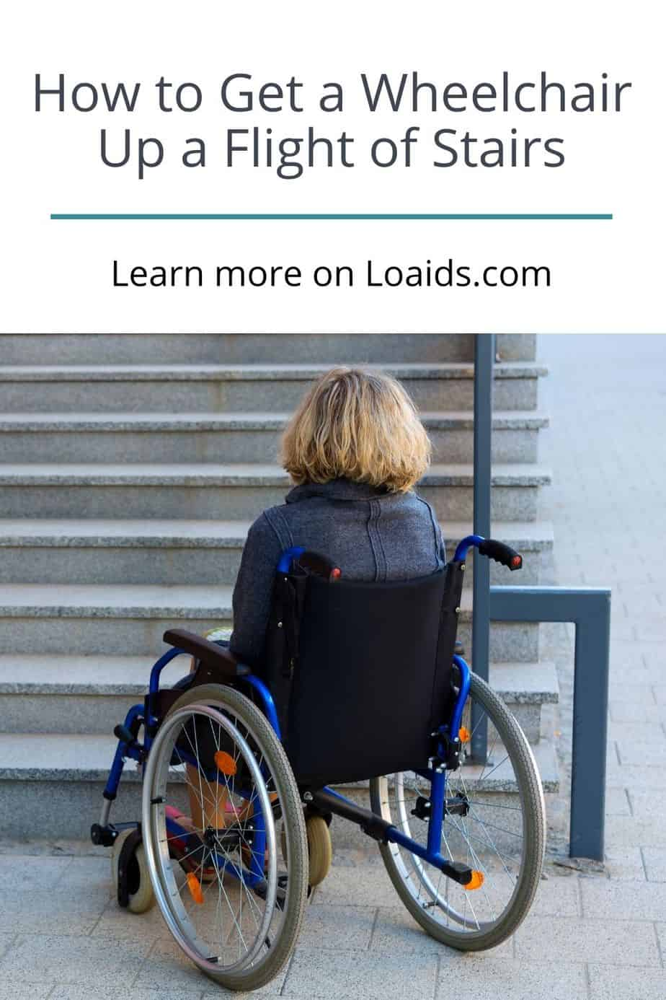 How to Get a Wheelchair
Up a Flight of Stairs
Learn more on Loaids.com